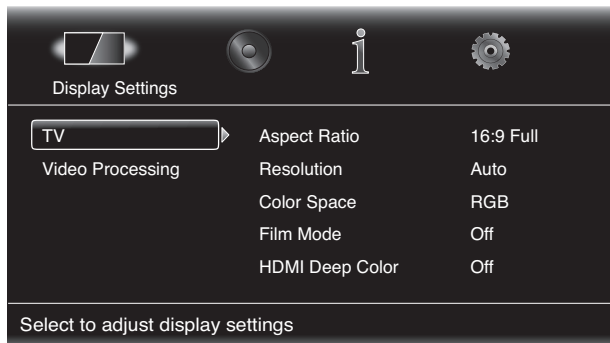 Display Settings
TV
Aspect Ratio 16:9 Full
Video Processing
Resolution Auto
Color Space RGB
Film Mode Off
HDMI Deep Color Off
Select to adjust display settings